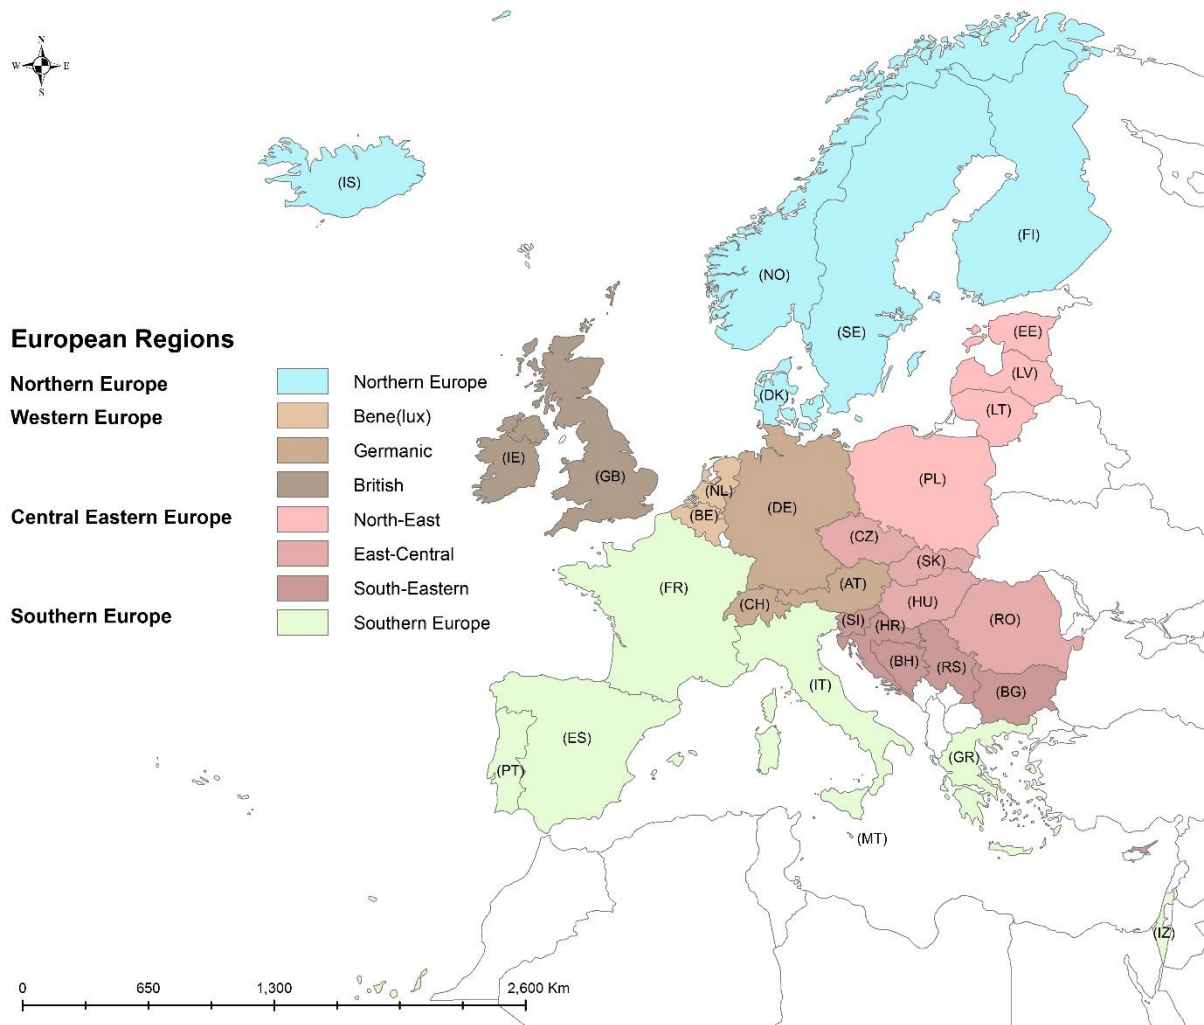 N
W E
S
(IS)
(FI)
(NO)
(SE)
(EE)
(LV)
(LT)
(DK)
(IE)
(GB)
(NL)
(BE)
(DE)
(PL)
(CZ)
(SK)
(AT)
(HU)
(CH)
(FR)
(SI)
(HR)
(RO)
(BH)
(RS)
(BG)
(IT)
(ES)
(PT)
(GR)
(MT)
(IZ)
European Regions
Northern Europe
Western Europe
Central Eastern Europe
Southern Europe
Northern Europe
Bene(lux)
Germanic
British
North-East
East-Central
South-Eastern
Southern Europe
0 650 1,300 2,600 Km